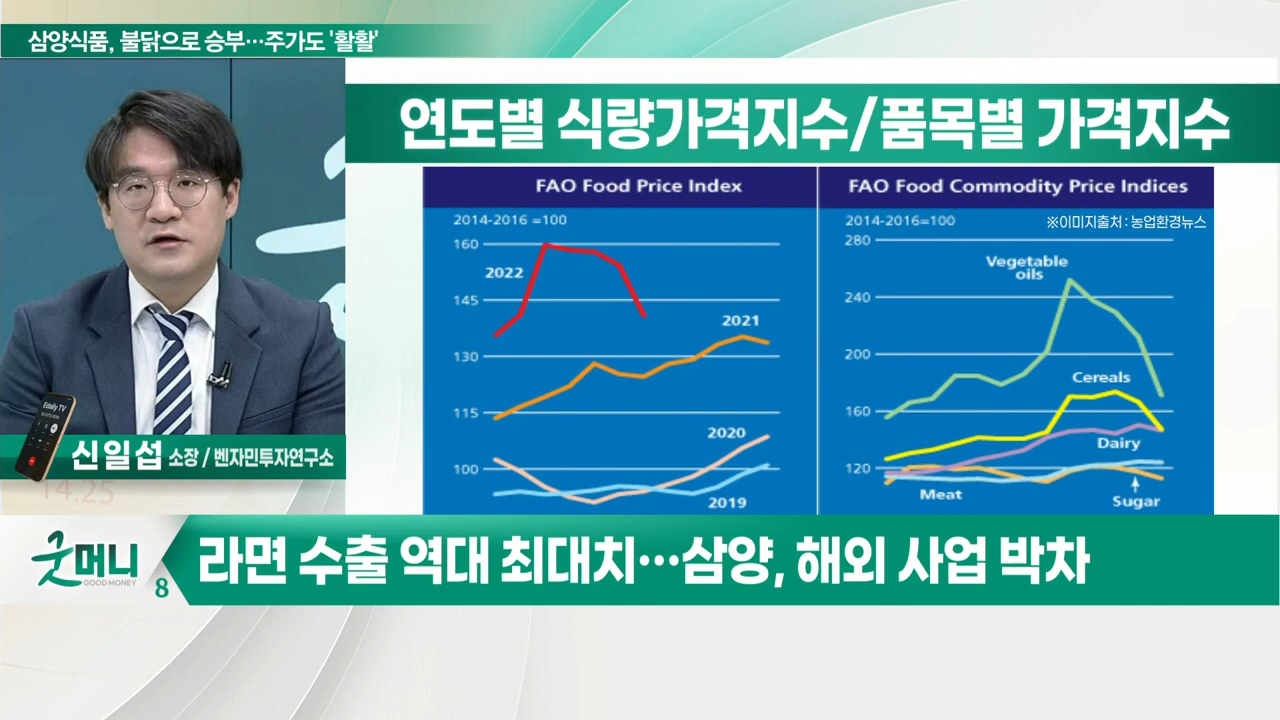 삼양식품, 불닭으로 승부…주가도 '활활'
연도별 식량가격지수/품목별 가격지수
FAO Food Price Index
2014-2016 =100
160
145
130
115
100
2022
2021
2020
2019
FAO Food Commodity Price Indices
2014-2016=100
※이미지출처 : 농업환경뉴스
280
240
200
160
120
Vegetable
oils
Cereals
Dairy
Meat
Sugar
Edaily TV
신일섭 소장 / 벤자민투자연구소
14.25
굿머니
GOOD MONEY
8
라면 수출 역대 최대치…삼양, 해외 사업 박차